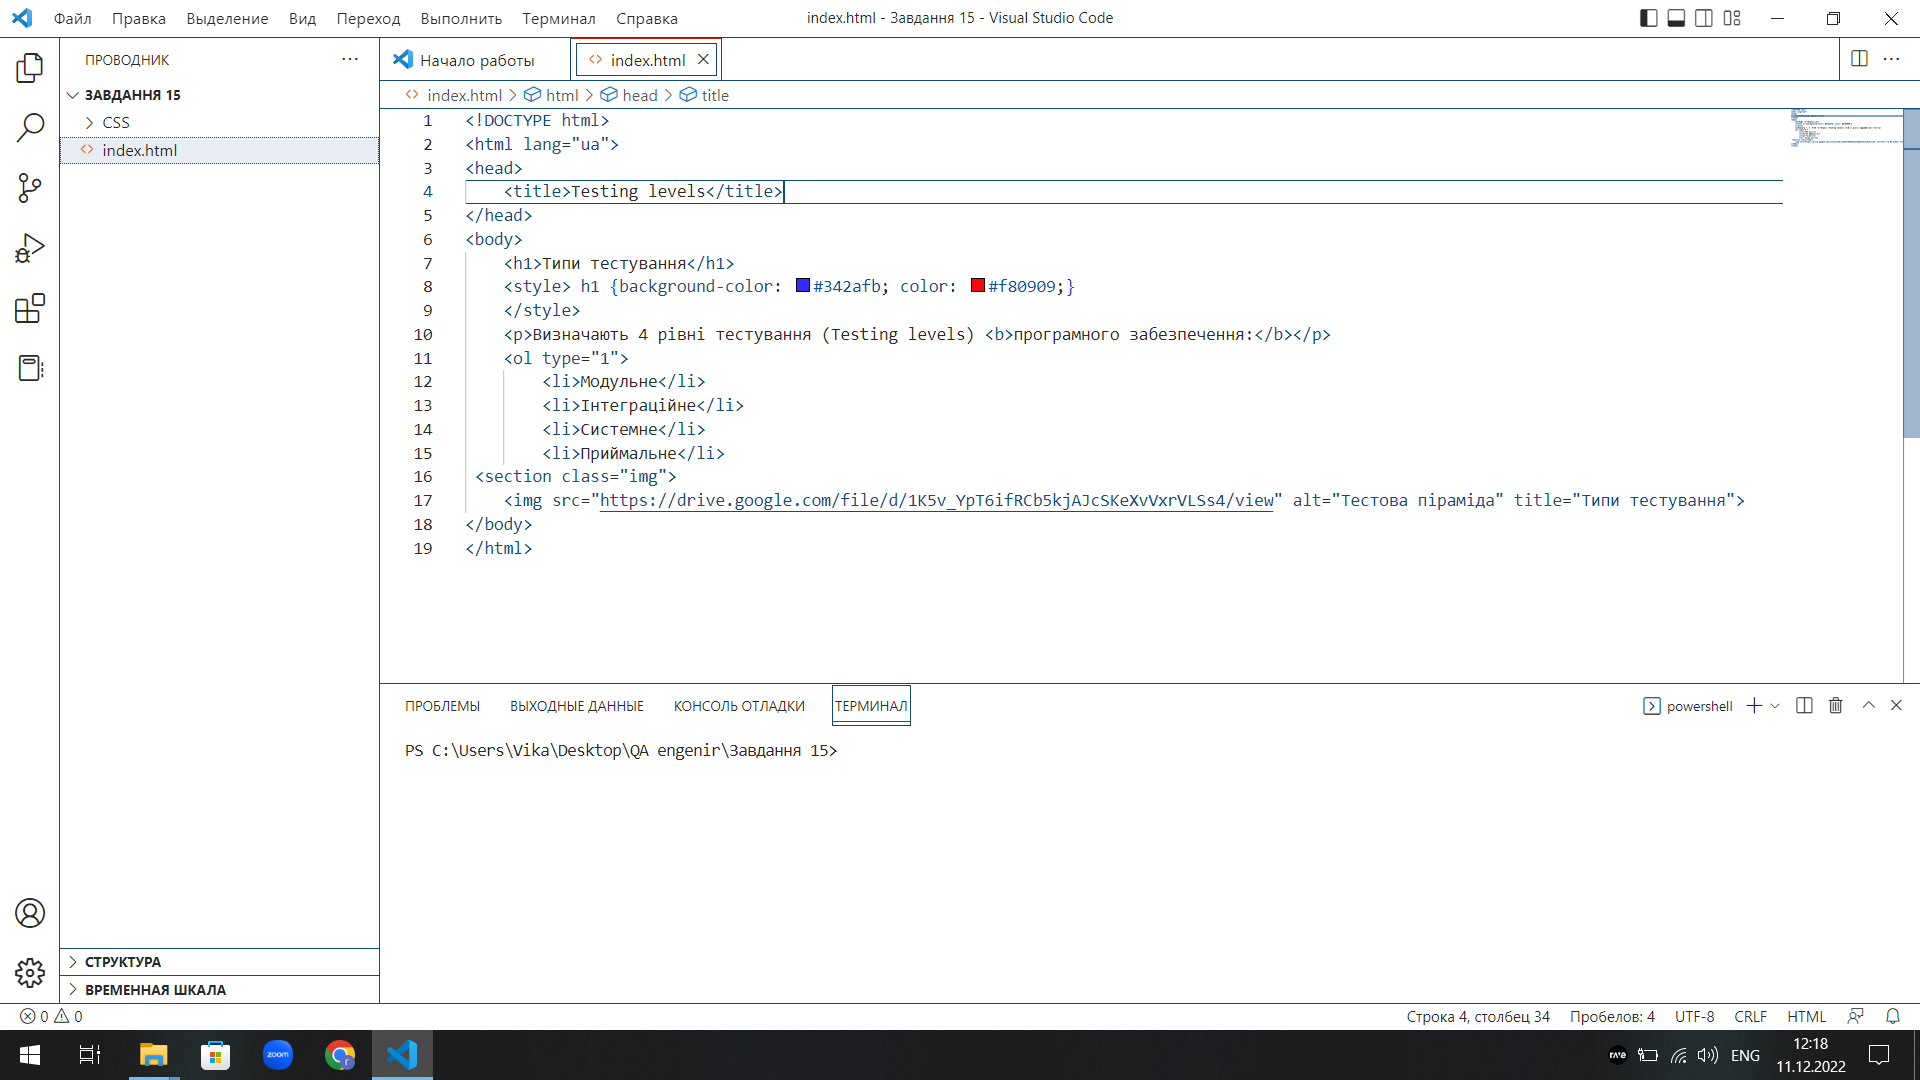 Файл Правка Выделение Вид Переход Выполнить Терминал Справка
index.html - Завдання 15 - Visual Studio Code
ПРОВОДНИК
ЗАВДАННЯ 15
CSS
index.html
СТРУКТУРА
ВРЕМЕННАЯ ШКАЛА
Начало работы
index.html
index.html html head title
1 <!DOCTYPE html>
2 <html lang="ua">
3 <head>
4 <title>Testing levels</title>
5 </head>
6 <body>
7 <h1>Типи тестування</h1>
8 <style> h1 {background-color: #342afb; color: #f80909;}
9 </style>
10 <p>Визначають 4 рівні тестування (Testing levels) <b>програмного забезпечення:</b></p>
11 <ol type="1">
12 <li>Модульне</li>
13 <li>Інтеграційне</li>
14 <li>Системне</li>
15 <li>Приймальне</li>
16 <section class="img">
17 <img src="https://drive.google.com/file/d/1K5v_YpT6ifRCb5kjAJcSKeXvVxrVLSs4/view" alt="Тестова піраміда" title="Типи тестування">
18 </body>
19 </html>
ПРОБЛЕМЫ ВЫХОДНЫЕ ДАННЫЕ КОНСОЛЬ ОТЛАДКИ ТЕРМИНАЛ
powershell
PS C:\Users\Vika\Desktop\QA engenir\Завдання 15>
0 0
Строка 4, столбец 34 Пробелов: 4 UTF-8 CRLF HTML
zoom
ENG
12:18
11.12.2022